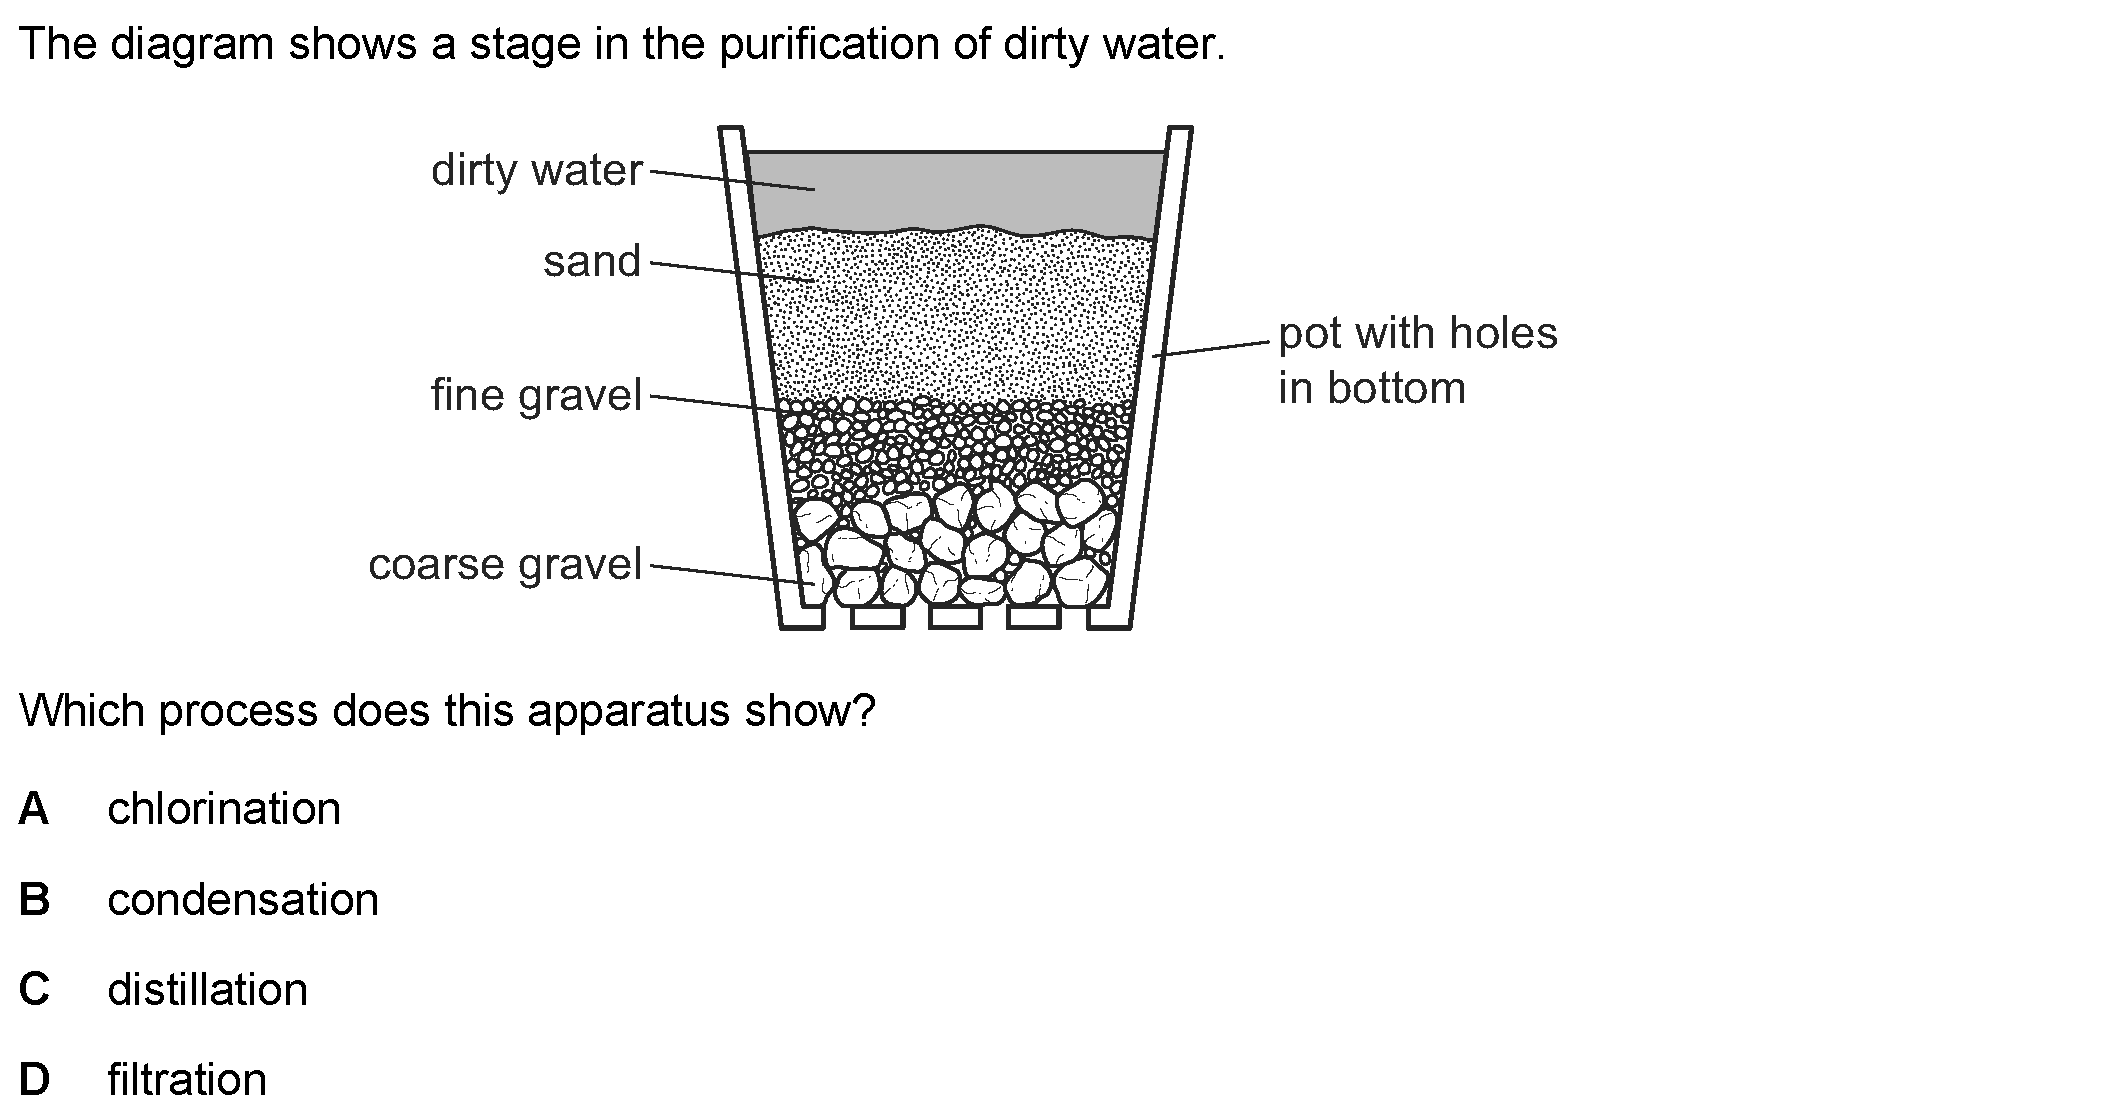 The diagram shows a stage in the purification of dirty water.
dirty water
sand
fine gravel
coarse gravel
pot with holes
in bottom
Which process does this apparatus show?
A chlorination
B condensation
C distillation
D filtration